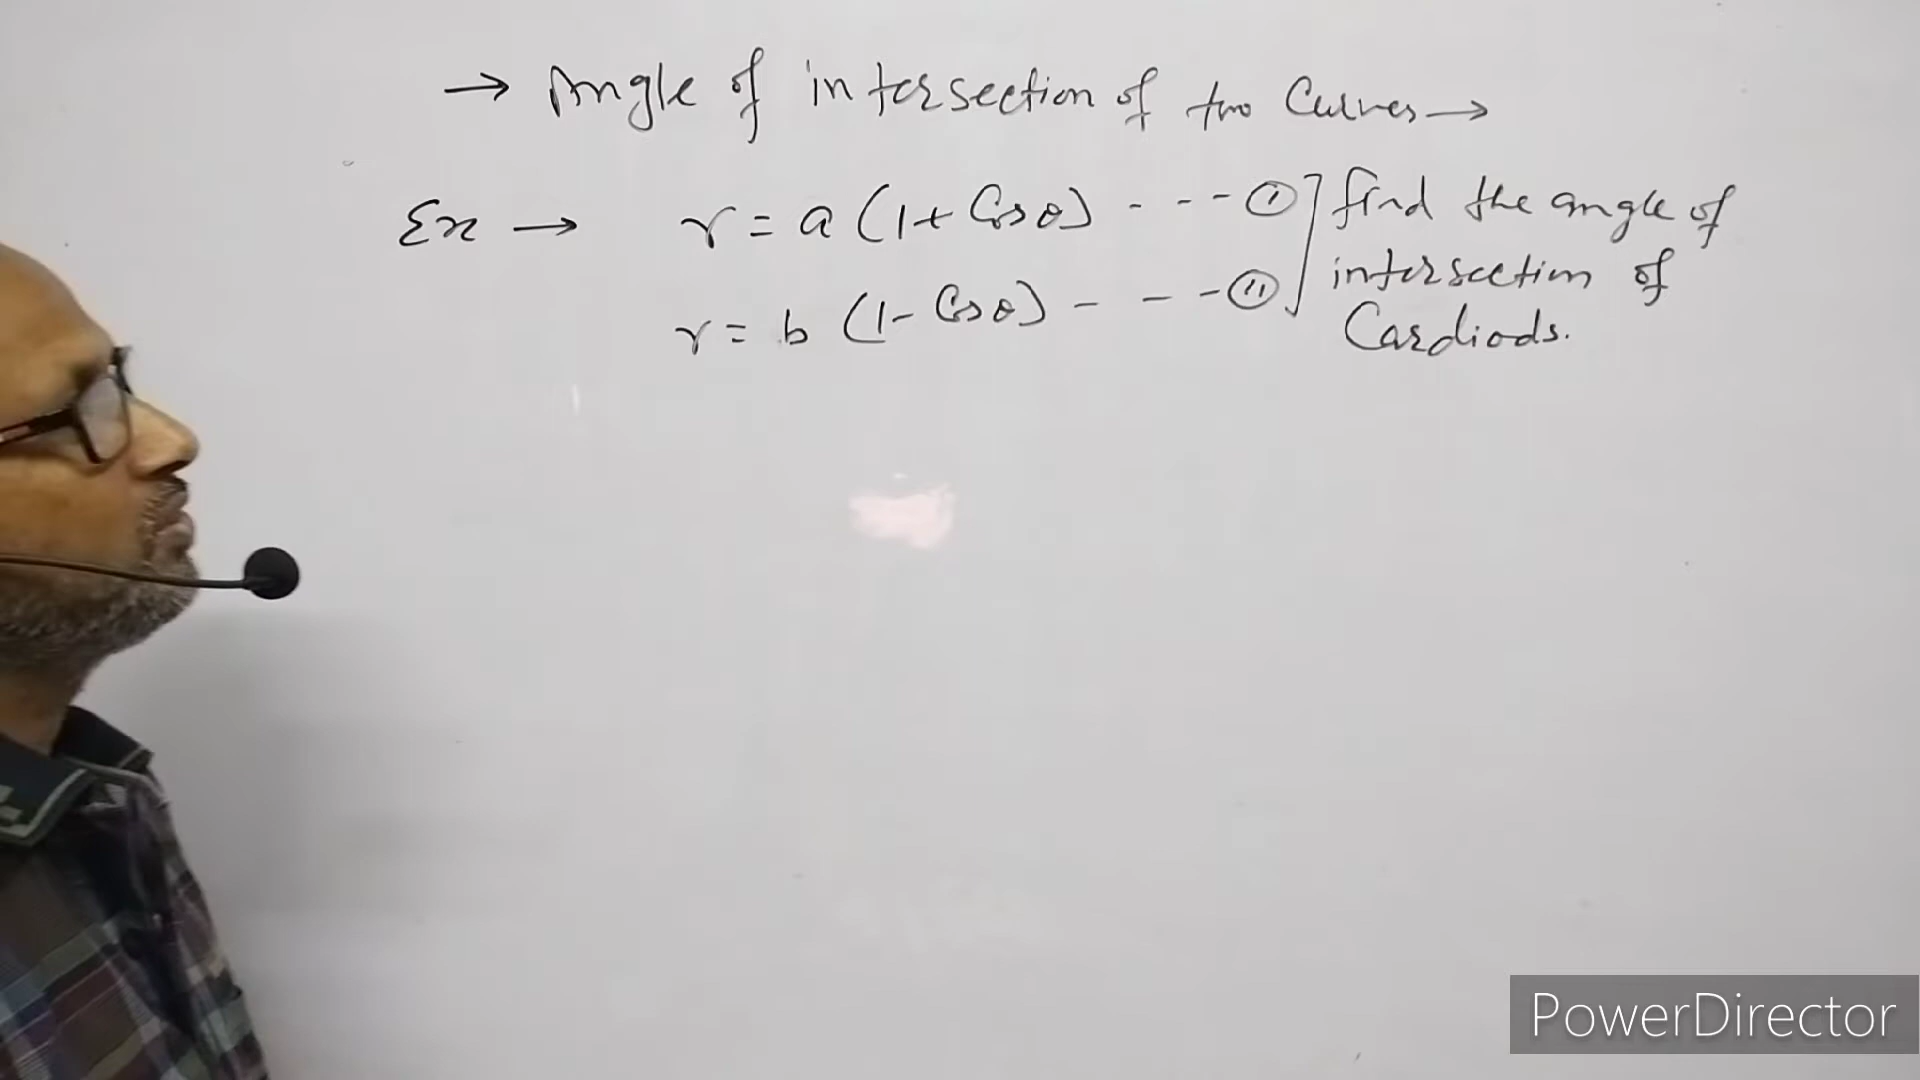 → Angle of intersection of two Curves →
Ex → r = a (1 + Cosθ) - - - ① ] find the angle of
r = b (1 - Cosθ) - - - ⑪ intersection of
Cardiods.
PowerDirector